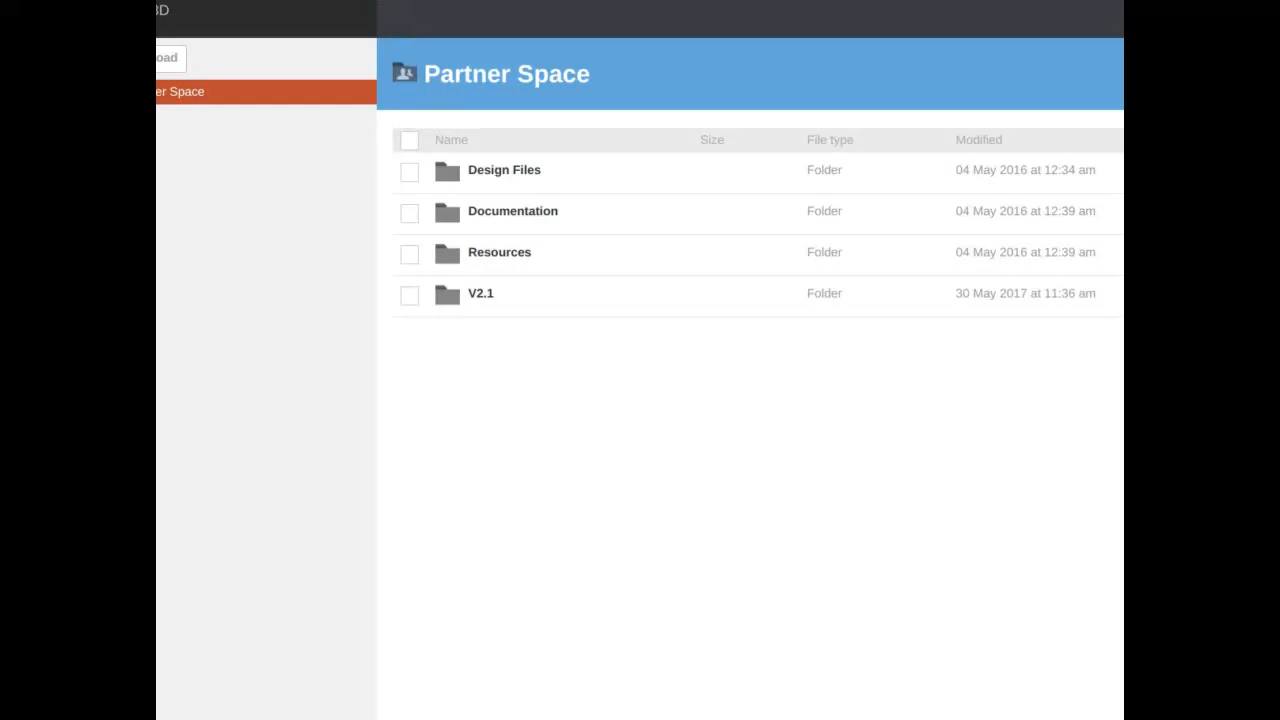 3D
oad
er Space
Partner Space
Name Size File type Modified
Design Files Folder 04 May 2016 at 12:34 am
Documentation Folder 04 May 2016 at 12:39 am
Resources Folder 04 May 2016 at 12:39 am
V2.1 Folder 30 May 2017 at 11:36 am